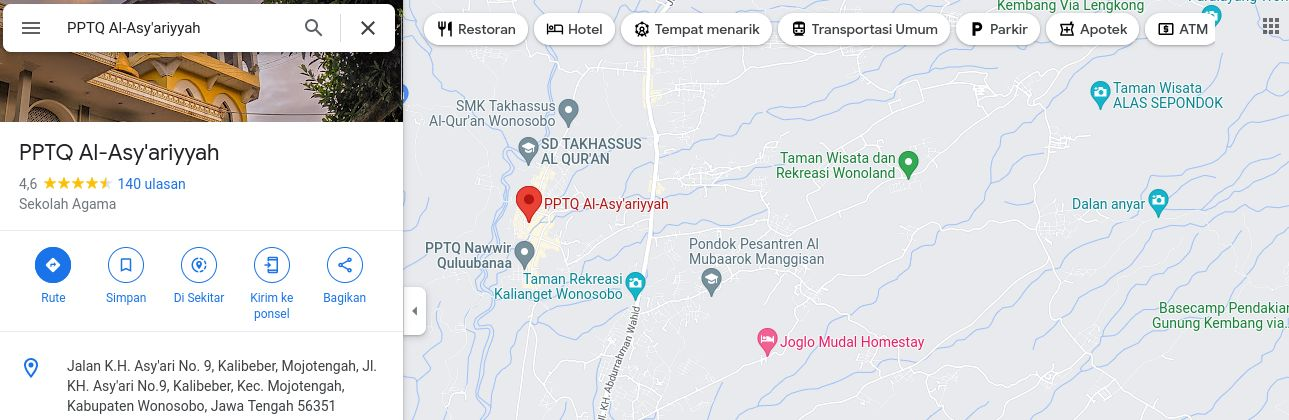 PPTQ Al-Asy'ariyyah
PPTQ Al-Asy'ariyyah
4,6
140 ulasan
Sekolah Agama
Rute
Simpan
Di Sekitar
Kirim ke
ponsel
Bagikan
Jalan K.H. Asy'ari No. 9, Kalibeber, Mojotengah, Jl.
KH. Asy'ari No.9, Kalibeber, Kec. Mojotengah,
Kabupaten Wonosobo, Jawa Tengah 56351
Restoran
Hotel
Tempat menarik
Transportasi Umum
Parkir
Apotek
ATM
Kembang Via Lengkong
SMK Takhassus
Al-Qur'an Wonosobo
SD TAKHASSUS
AL QUR'AN
PPTQ Al-Asy'ariyyah
PPTQ Nawwir
Quluubanaa
Taman Rekreasi
Kalianget Wonosobo
Pondok Pesantren Al
Mubaarok Manggisan
Taman Wisata dan
Rekreasi Wonoland
Taman Wisata
ALAS SEPONDOK
Dalan anyar
Joglo Mudal Homestay
Basecamp Pendakian
Gunung Kembang via
Jl. KH. Abdurrahman Wahid